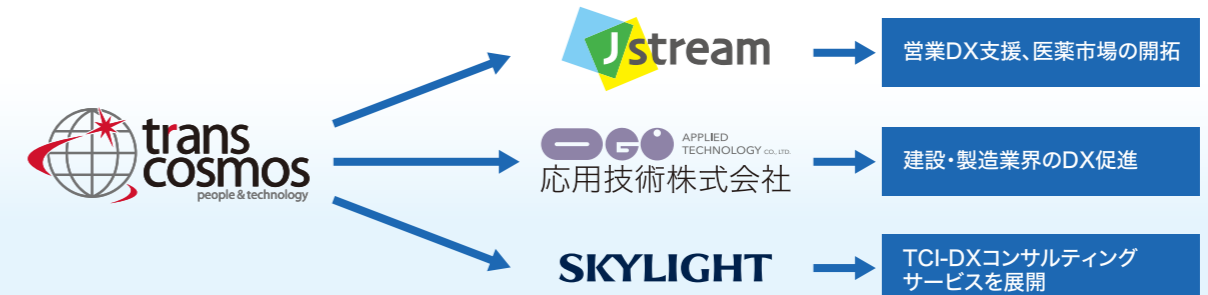 trans
cosmos
people & technology
Jstream
営業DX支援、医薬市場の開拓
OGI
APPLIED
TECHNOLOGY CO., LTD.
応用技術株式会社
建設・製造業界のDX促進
SKYLIGHT
TCI-DXコンサルティング
サービスを展開